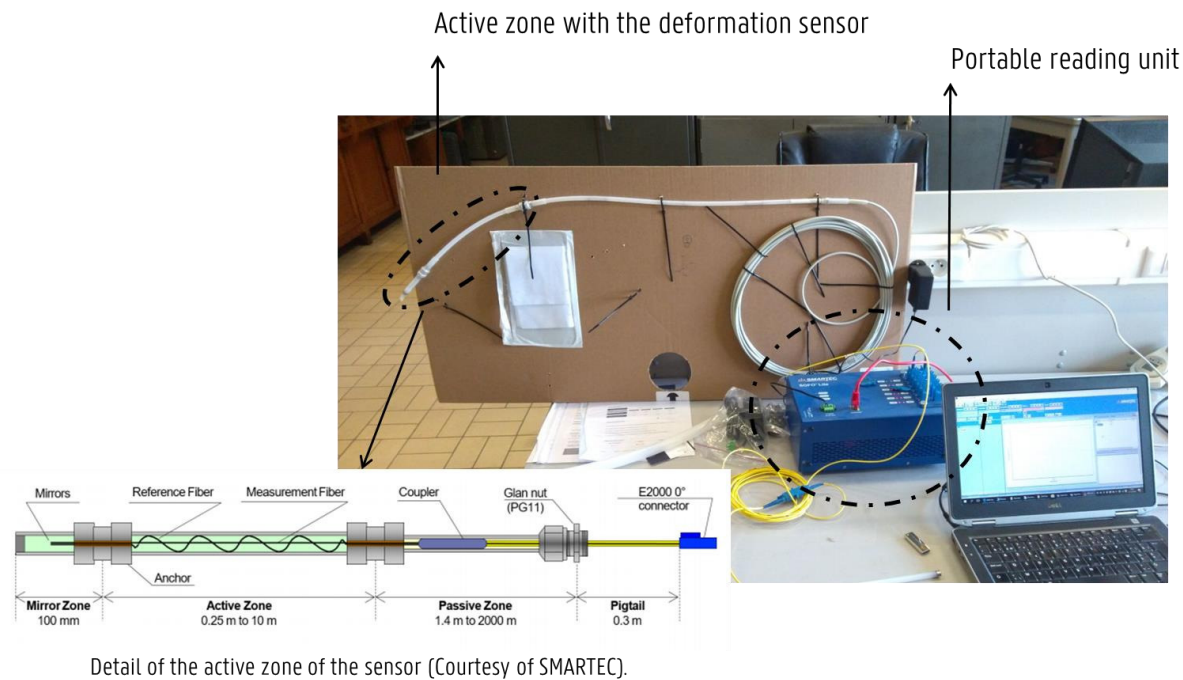 Active zone with the deformation sensor
Portable reading unit
SMARTEC
Mirrors
Reference Fiber
Measurement Fiber
Coupler
Glan nut
(PG11)
E2000 0°
connector
Anchor
Mirror Zone
100 mm
Active Zone
0.25 m to 10 m
Passive Zone
1.4 m to 2000 m
Pigtail
0.3 m
Detail of the active zone of the sensor (Courtesy of SMARTEC).